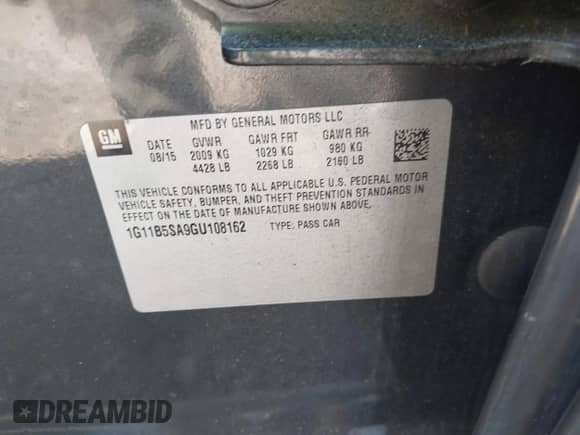 MFD BY GENERAL MOTORS LLC
GM
DATE GVWR GAWR FRT GAWR RR
08/15 2009 KG 1029 KG 980 KG
4428 LB 2268 LB 2160 LB
THIS VEHICLE CONFORMS TO ALL APPLICABLE U.S. FEDERAL MOTOR
VEHICLE SAFETY, BUMPER, AND THEFT PREVENTION STANDARDS IN
EFFECT ON THE DATE OF MANUFACTURE SHOWN ABOVE.
1G11B5SA9GU108162 TYPE: PASS CAR
DREAMBID